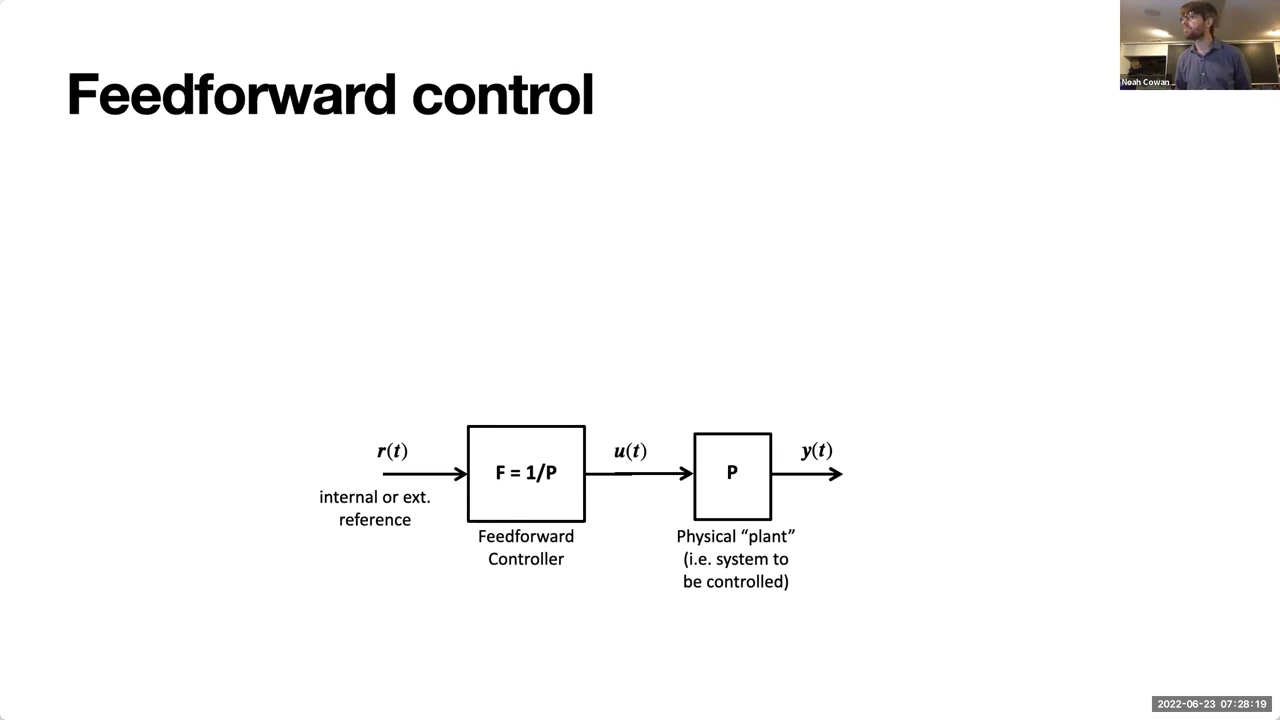 Feedforward control
Noah Cowan...
r(t)
F = 1/P
u(t)
P
y(t)
internal or ext.
reference
Feedforward
Controller
Physical “plant”
(i.e. system to
be controlled)
2022-06-23 07:28:19